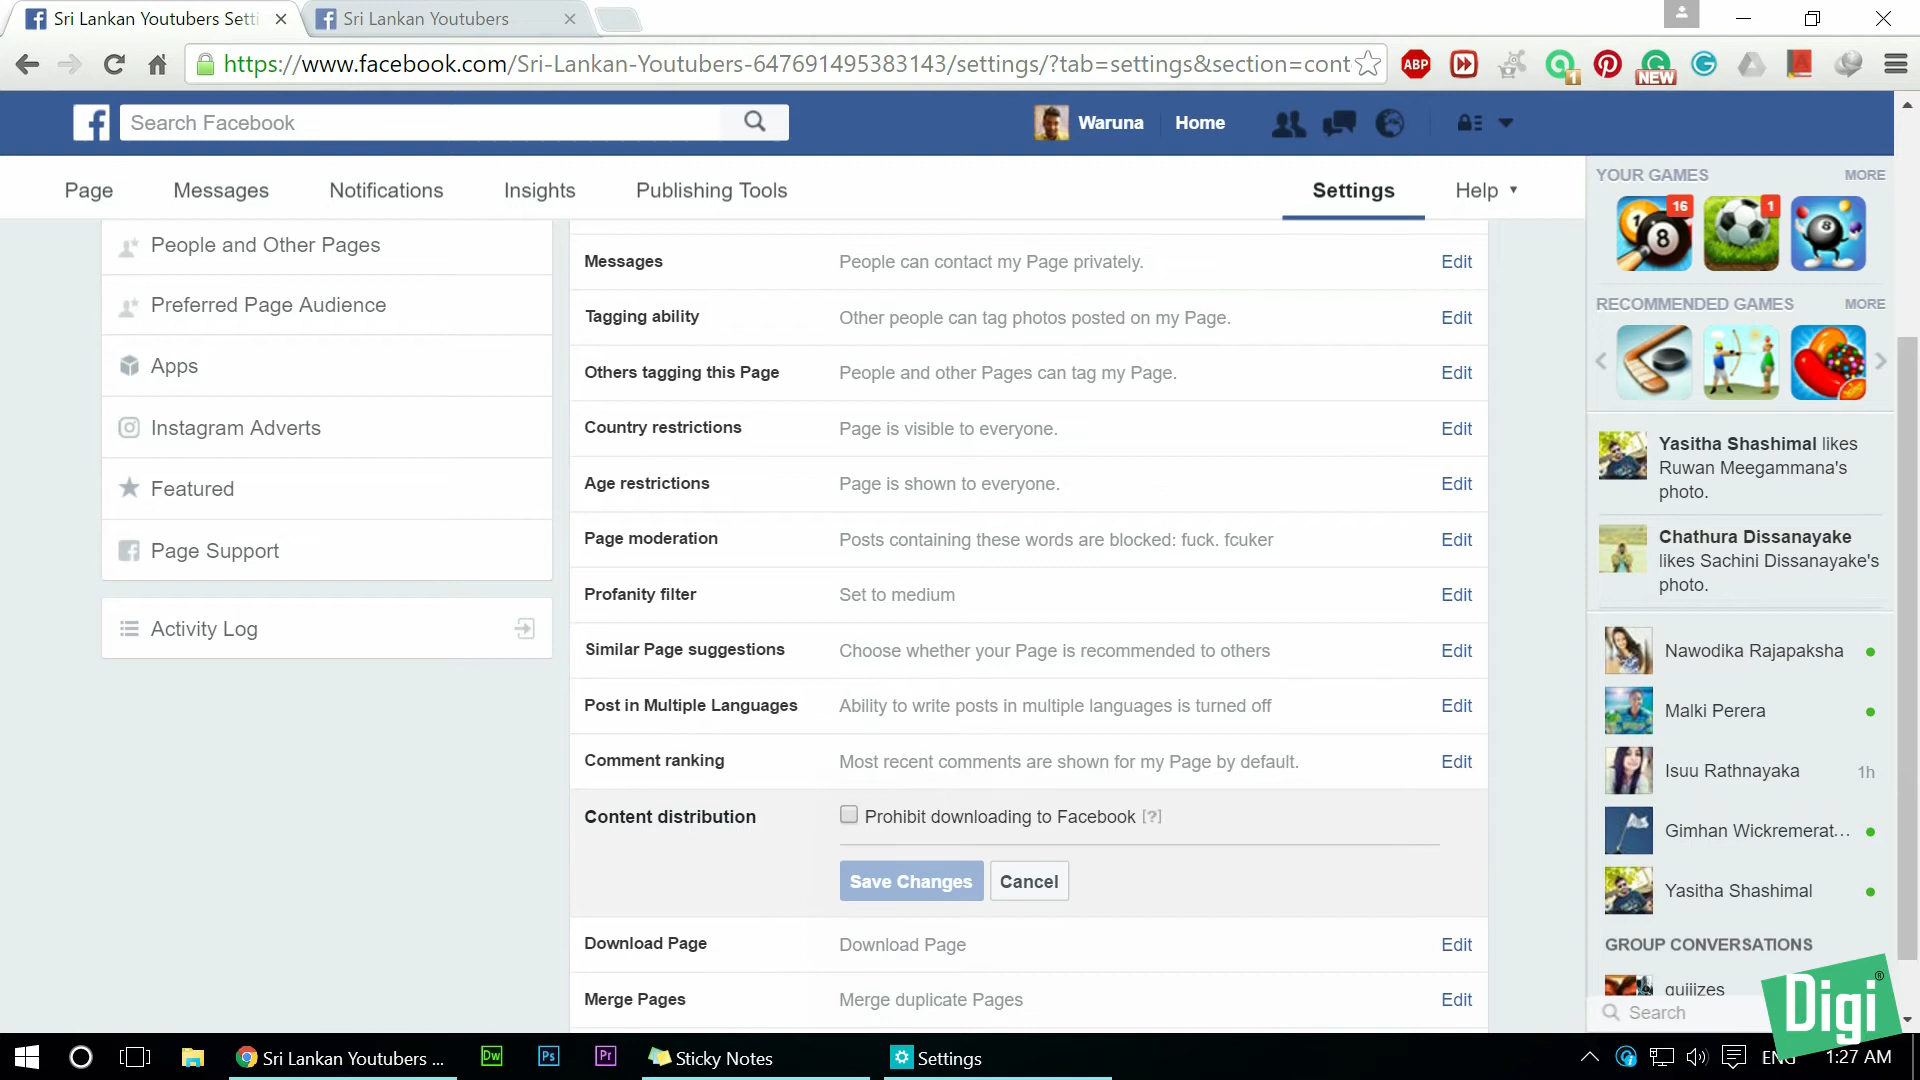 Sri Lankan Youtubers Setti
Sri Lankan Youtubers
https://www.facebook.com/Sri-Lankan-Youtubers-647691495383143/settings/?tab=settings&section=cont
ABP
1
NEW
Search Facebook
Waruna
Home
Page
Messages
Notifications
Insights
Publishing Tools
Settings
Help
People and Other Pages
Preferred Page Audience
Apps
Instagram Adverts
Featured
Page Support
Activity Log
Messages People can contact my Page privately. Edit
Tagging ability Other people can tag photos posted on my Page. Edit
Others tagging this Page People and other Pages can tag my Page. Edit
Country restrictions Page is visible to everyone. Edit
Age restrictions Page is shown to everyone. Edit
Page moderation Posts containing these words are blocked: fuck. fcuker Edit
Profanity filter Set to medium Edit
Similar Page suggestions Choose whether your Page is recommended to others Edit
Post in Multiple Languages Ability to write posts in multiple languages is turned off Edit
Comment ranking Most recent comments are shown for my Page by default. Edit
Content distribution Prohibit downloading to Facebook [?]
Save Changes Cancel
Download Page Download Page Edit
Merge Pages Merge duplicate Pages Edit
YOUR GAMES MORE
16
1
RECOMMENDED GAMES MORE
Yasitha Shashimal likes
Ruwan Meegammana's
photo.
Chathura Dissanayake
likes Sachini Dissanayake's
photo.
Nawodika Rajapaksha
Malki Perera
Isuu Rathnayaka 1h
Gimhan Wickremerat...
Yasitha Shashimal
GROUP CONVERSATIONS
Search
Digi
Sri Lankan Youtubers ...
Dw
Ps
Pr
Sticky Notes
Settings
1:27 AM